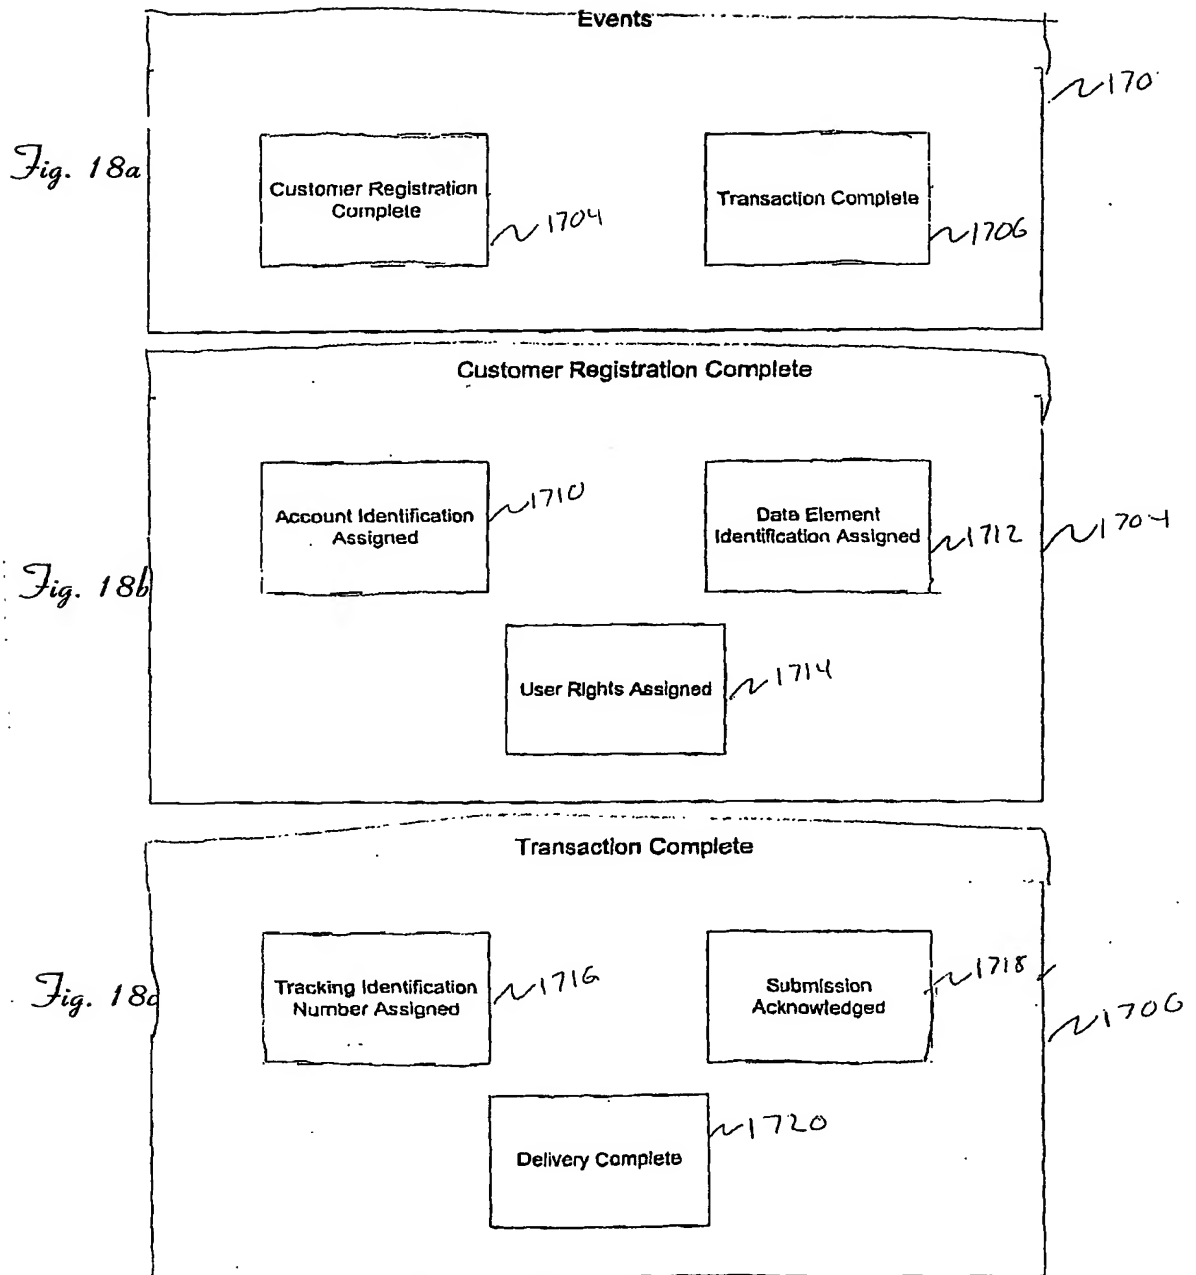 Events
170
Fig. 18a
Customer Registration
Complete
1704
Transaction Complete
1706
Customer Registration Complete
Account Identification
Assigned
1710
Data Element
Identification Assigned
1712
1704
Fig. 18b
User Rights Assigned
1714
Transaction Complete
Fig. 18c
Tracking Identification
Number Assigned
1716
Submission
Acknowledged
1718
1706
Delivery Complete
1720